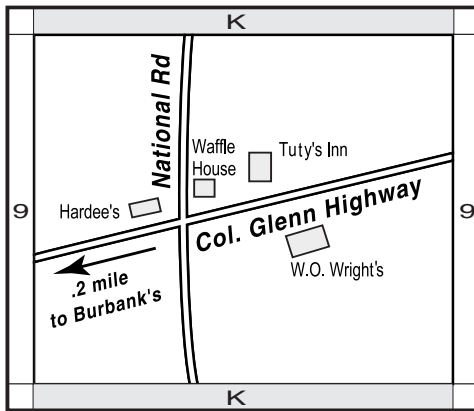 K
National Rd
Waffle
House
Tuty's Inn
9
9
Hardee's
Col. Glenn Highway
W.O. Wright's
.2 mile
to Burbank's
K